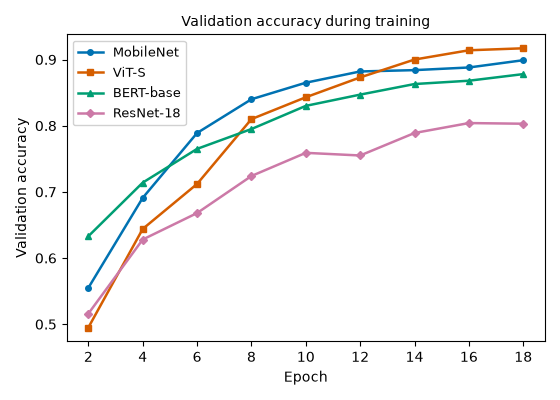 Validation accuracy during training
MobileNet
ViT-S
BERT-base
ResNet-18
Validation accuracy
0.9
0.8
0.7
0.6
0.5
2 4 6 8 10 12 14 16 18
Epoch